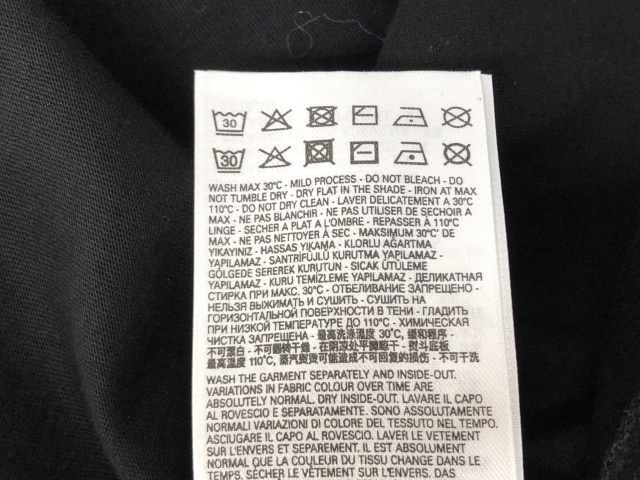 30
30
WASH MAX 30°C - MILD PROCESS - DO NOT BLEACH - DO
NOT TUMBLE DRY - DRY FLAT IN THE SHADE - IRON AT MAX
110°C - DO NOT DRY CLEAN - LAVER DELICATEMENT A 30°C
MAX - NE PAS BLANCHIR - NE PAS UTILISER DE SECHOIR A
LINGE - SECHER A PLAT A L'OMBRE - REPASSER À 110°C
MAX - NE PAS NETTOYER À SEC - MAKSIMUM 30°C' DE
YIKAYINIZ - HASSAS YIKAMA - KLORLU AĞARTMA
YAPILAMAZ - SANTRİFÜJLÜ KURUTMA YAPILAMAZ -
GÖLGEDE SEREREK KURUTUN - SICAK ÜTÜLEME
YAPILAMAZ - KURU TEMİZLEME YAPILAMAZ - ДЕЛИКАТНАЯ
СТИРКА ПРИ МАКС. 30°C - ОТБЕЛИВАНИЕ ЗАПРЕЩЕНО -
НЕЛЬЗЯ ВЫЖИМАТЬ И СУШИТЬ - СУШИТЬ НА
ГОРИЗОНТАЛЬНОЙ ПОВЕРХНОСТИ В ТЕНИ - ГЛАДИТЬ
ПРИ НИЗКОЙ ТЕМПЕРАТУРЕ ДО 110°C - ХИМИЧЕСКАЯ
ЧИСТКА ЗАПРЕЩЕНА - 最高洗涤温度 30°C, 缓和程序 -
不可漂白 - 不可翻转干燥 - 在阴凉处平摊晾干 - 熨斗底板
最高温度 110°C, 蒸汽熨烫可能造成不可回复的损伤 - 不可干洗
WASH THE GARMENT SEPARATELY AND INSIDE-OUT.
VARIATIONS IN FABRIC COLOUR OVER TIME ARE
ABSOLUTELY NORMAL. DRY INSIDE-OUT. LAVARE IL CAPO
AL ROVESCIO E SEPARATAMENTE. SONO ASSOLUTAMENTE
NORMALI VARIAZIONI DI COLORE DEL TESSUTO NEL TEMPO.
ASCIUGARE IL CAPO AL ROVESCIO. LAVER LE VETEMENT
SUR L'ENVERS ET SEPAREMENT. IL EST ABSOLUMENT
NORMAL QUE LA COULEUR DU TISSU CHANGE DANS LE
TEMPS. SÉCHER LE VÊTEMENT SUR L'ENVERS. DAS